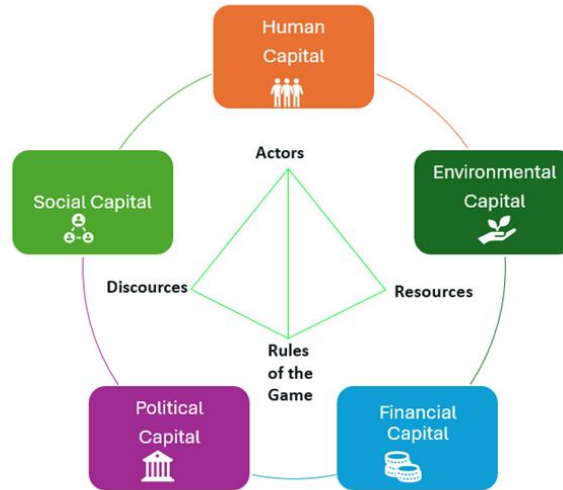 Human
Capital
Actors
Social Capital
Environmental
Capital
Discources
Resources
Rules
of the
Game
Political
Capital
Financial
Capital